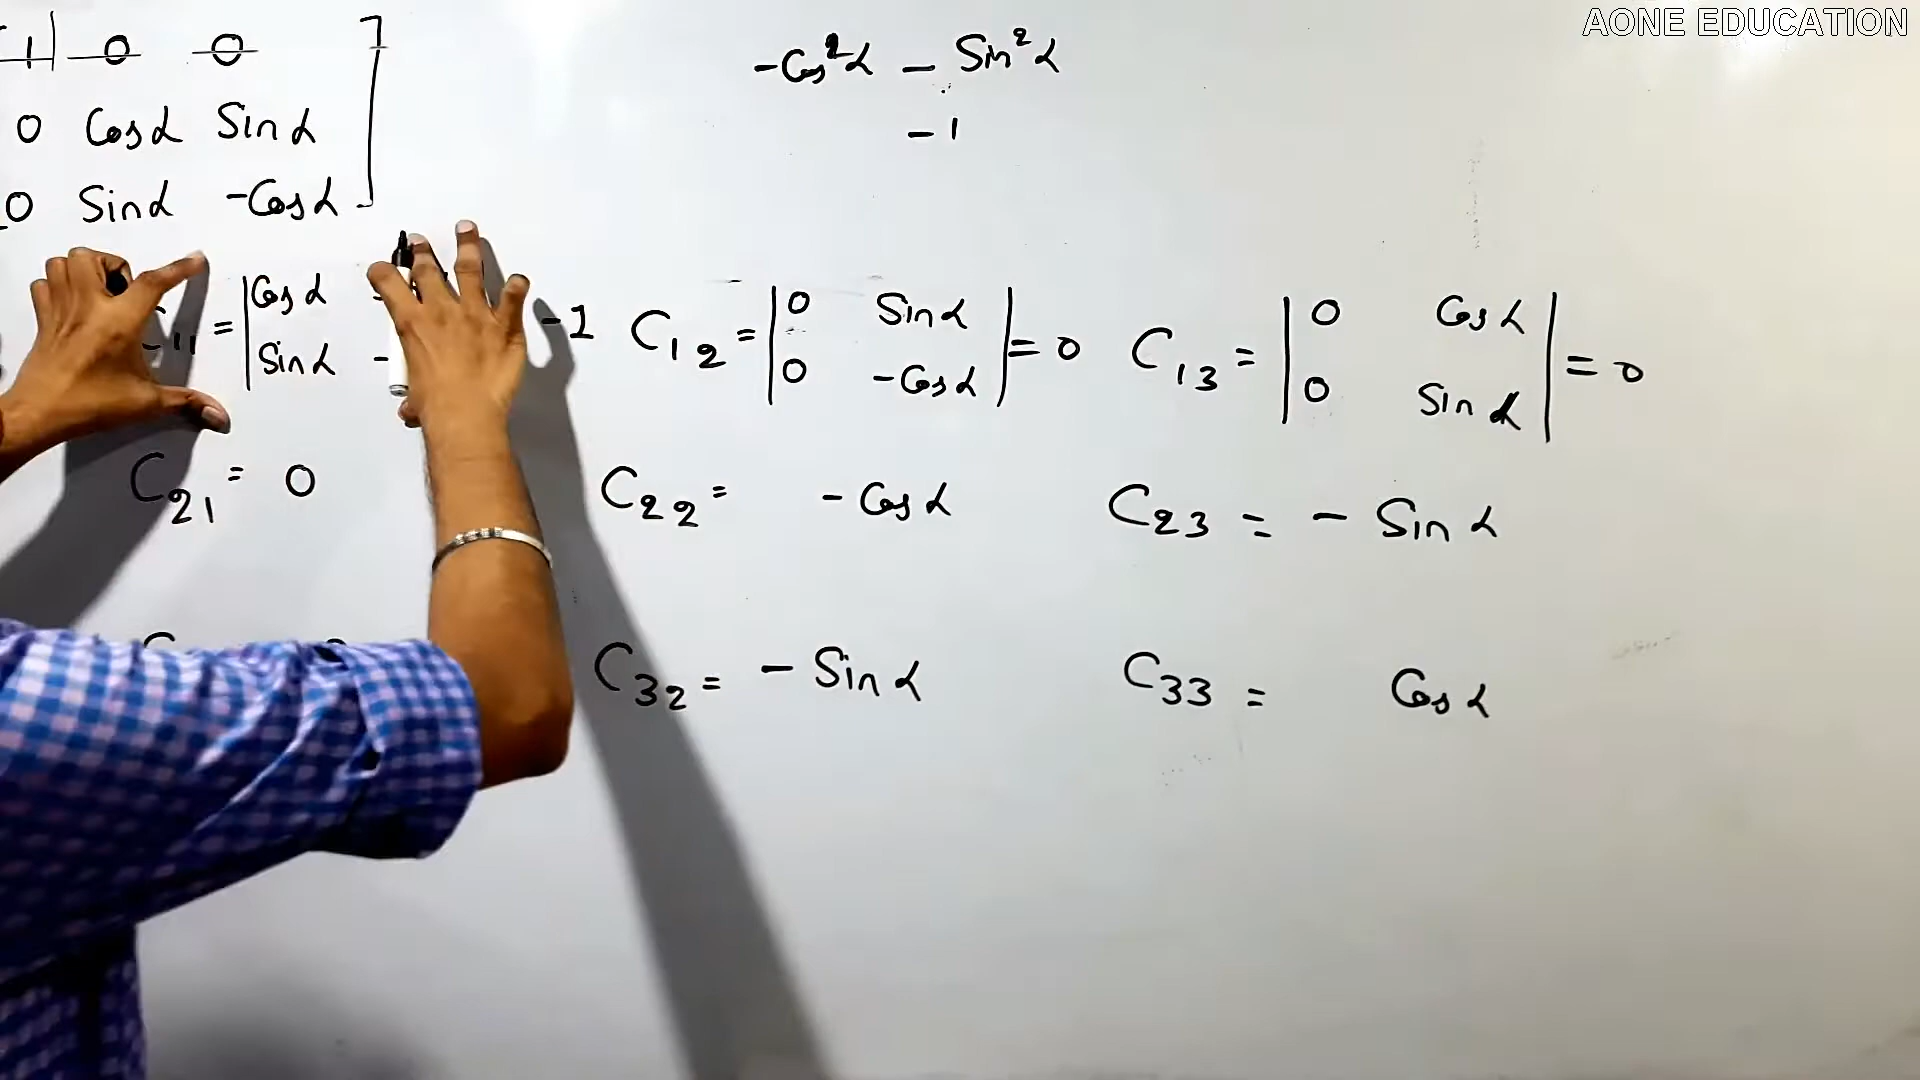 AONE EDUCATION
1 0 0
0 Cosα Sinα
0 Sinα -Cosα
-Cos²α - Sin²α
-1
C11 = | Cosα
Sinα - | -1
C12 = | 0 Sinα
0 -Cosα | = 0
C13 = | 0 Cosα
0 Sinα | = 0
C21 = 0 C22 = -Cosα C23 = - Sinα
C32 = - Sinα C33 = Cosα